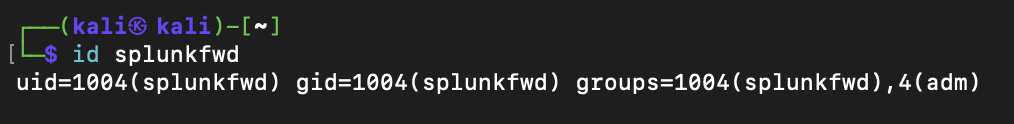 ┌──(kali㉿ kali)-[~]
[└─$ id splunkfwd
uid=1004(splunkfwd) gid=1004(splunkfwd) groups=1004(splunkfwd),4(adm)